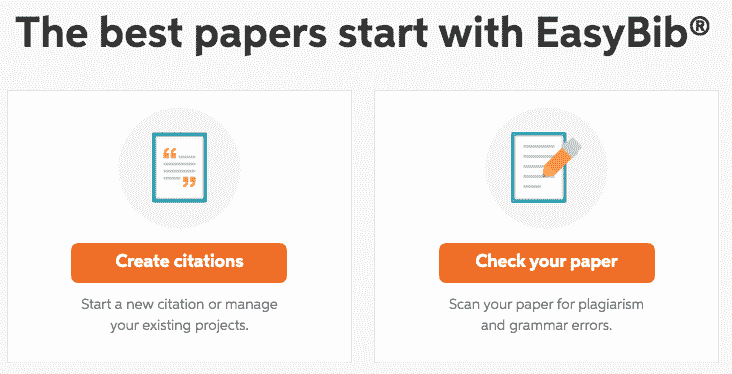 The best papers start with EasyBib®
Create citations
Start a new citation or manage
your existing projects.
Check your paper
Scan your paper for plagiarism
and grammar errors.